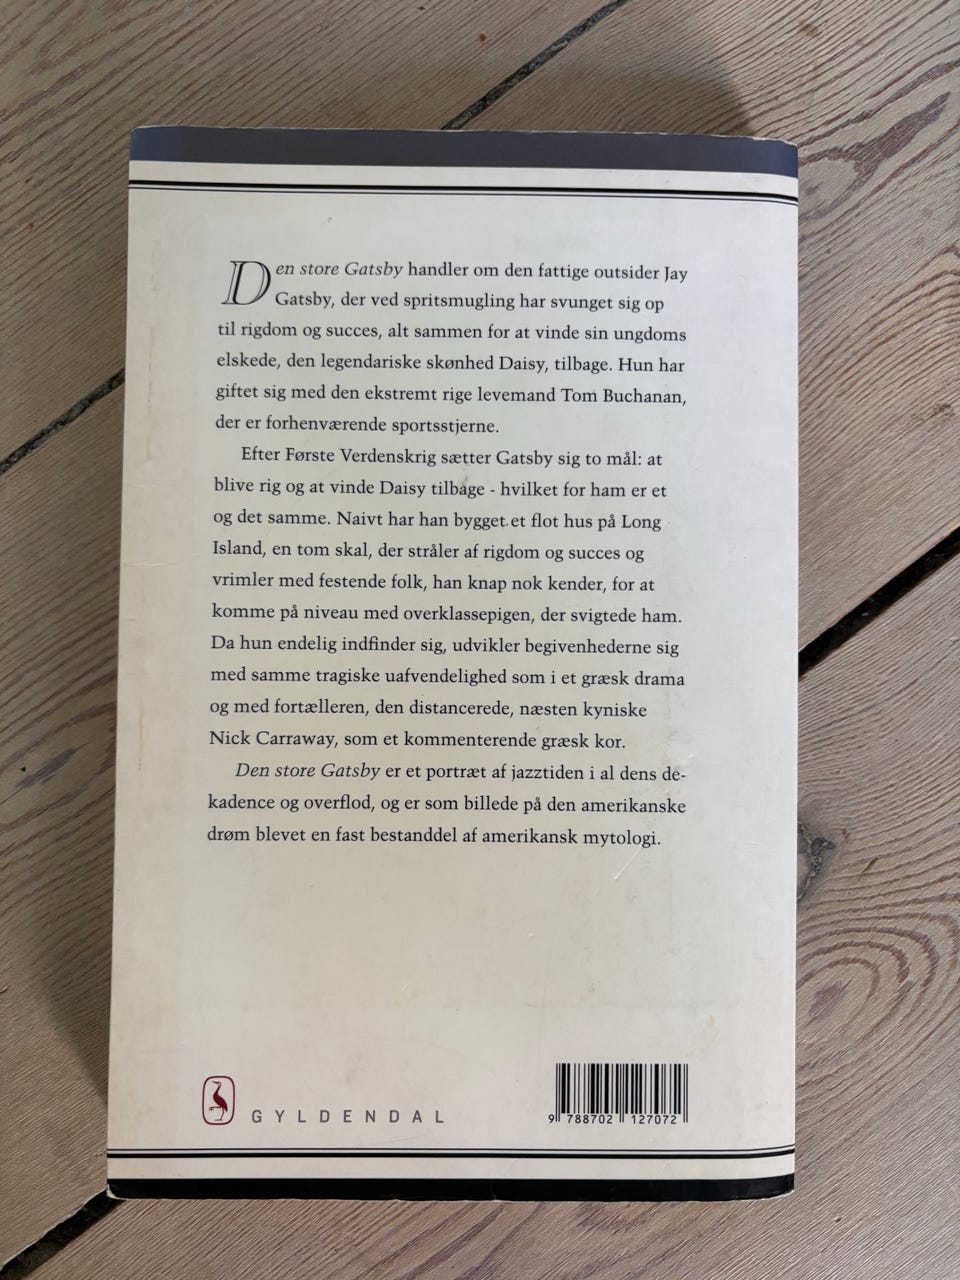 Den store Gatsby handler om den fattige outsider Jay
Gatsby, der ved spritsmugling har svunget sig op
til rigdom og succes, alt sammen for at vinde sin ungdoms
elskede, den legendariske skønhed Daisy, tilbage. Hun har
giftet sig med den ekstremt rige levemand Tom Buchanan,
der er forhenværende sportsstjerne.
Efter Første Verdenskrig sætter Gatsby sig to mål: at
blive rig og at vinde Daisy tilbage - hvilket for ham er et
og det samme. Naivt har han bygget et flot hus på Long
Island, en tom skal, der stråler af rigdom og succes og
vrimler med festende folk, han knap nok kender, for at
komme på niveau med overklassepigen, der svigtede ham.
Da hun endelig indfinder sig, udvikler begivenhederne sig
med samme tragiske uafvendelighed som i et græsk drama
og med fortælleren, den distancerede, næsten kyniske
Nick Carraway, som et kommenterende græsk kor.
Den store Gatsby er et portræt af jazztiden i al dens de-
kadence og overflod, og er som billede på den amerikanske
drøm blevet en fast bestanddel af amerikansk mytologi.
GYLDENDAL
9 788702 127072